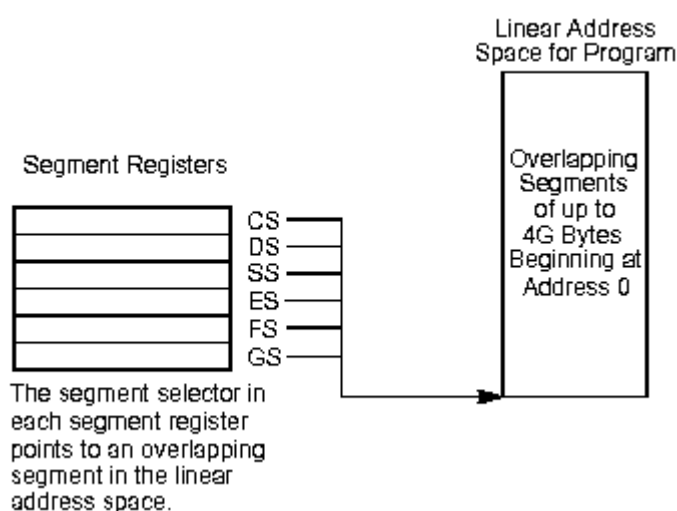 Linear Address
Space for Program
Overlapping
Segments
of up to
4G Bytes
Beginning at
Address 0
Segment Registers
CS
DS
SS
ES
FS
GS
The segment selector in
each segment register
points to an overlapping
segment in the linear
address space.